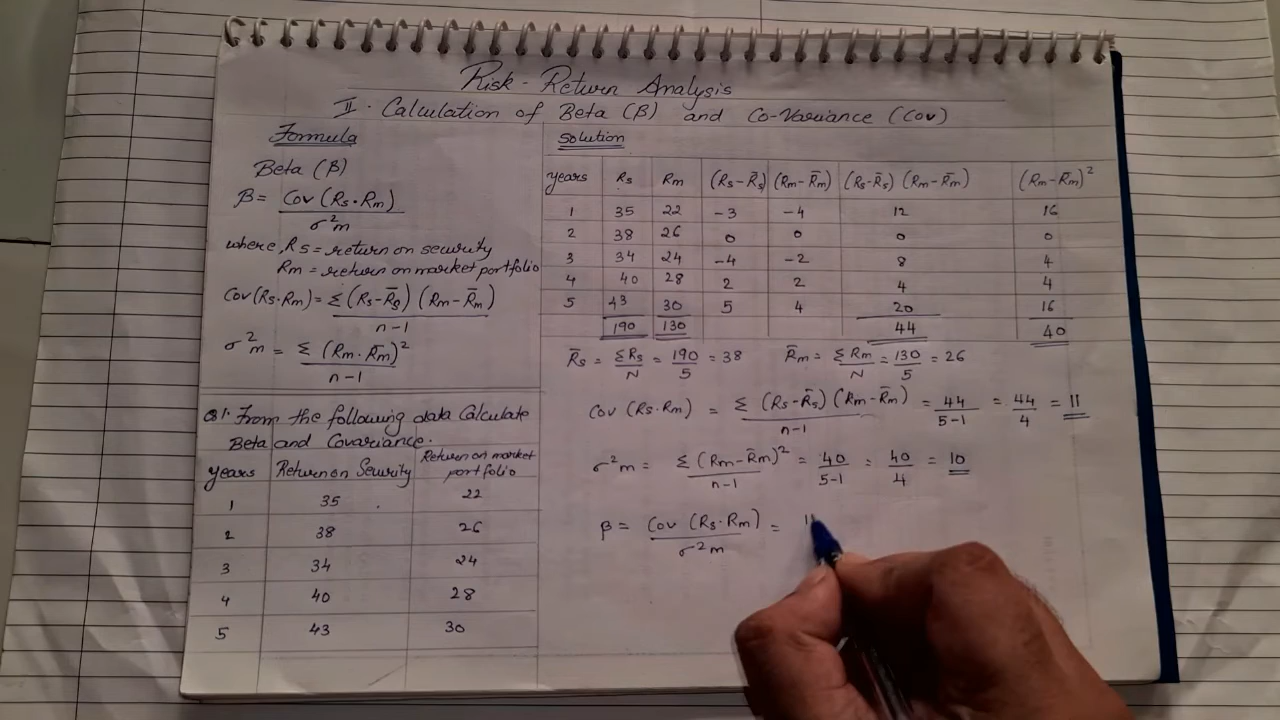 Risk-Return Analysis
II. Calculation of Beta (β) and Co-Variance (Cov)
Formula
Beta (β)
β = Cov (Rs·Rm)
σ²m
where, Rs = return on security
Rm = return on market portfolio
Cov (Rs·Rm) = Σ (Rs-R̄s) (Rm-R̄m)
n-1
σ²m = Σ (Rm·R̄m)²
n-1
Q1. From the following data Calculate
Beta and Covariance.
years Return on Security Return on market portfolio
1 35 22
2 38 26
3 34 24
4 40 28
5 43 30
Solution
years Rs Rm (Rs-R̄s) (Rm-R̄m) (Rs-R̄s) (Rm-R̄m) (Rm-R̄m)²
1 35 22 -3 -4 12 16
2 38 26 0 0 0 0
3 34 24 -4 -2 8 4
4 40 28 2 2 4 4
5 43 30 5 4 20 16
190 130 44 40
R̄s = ΣRs/N = 190/5 = 38 R̄m = ΣRm/N = 130/5 = 26
Cov (Rs·Rm) = Σ (Rs-R̄s) (Rm-R̄m)/n-1 = 44/5-1 = 44/4 = 11
σ²m = Σ (Rm-R̄m)²/n-1 = 40/5-1 = 40/4 = 10
β = Cov (Rs·Rm)/σ²m = 11